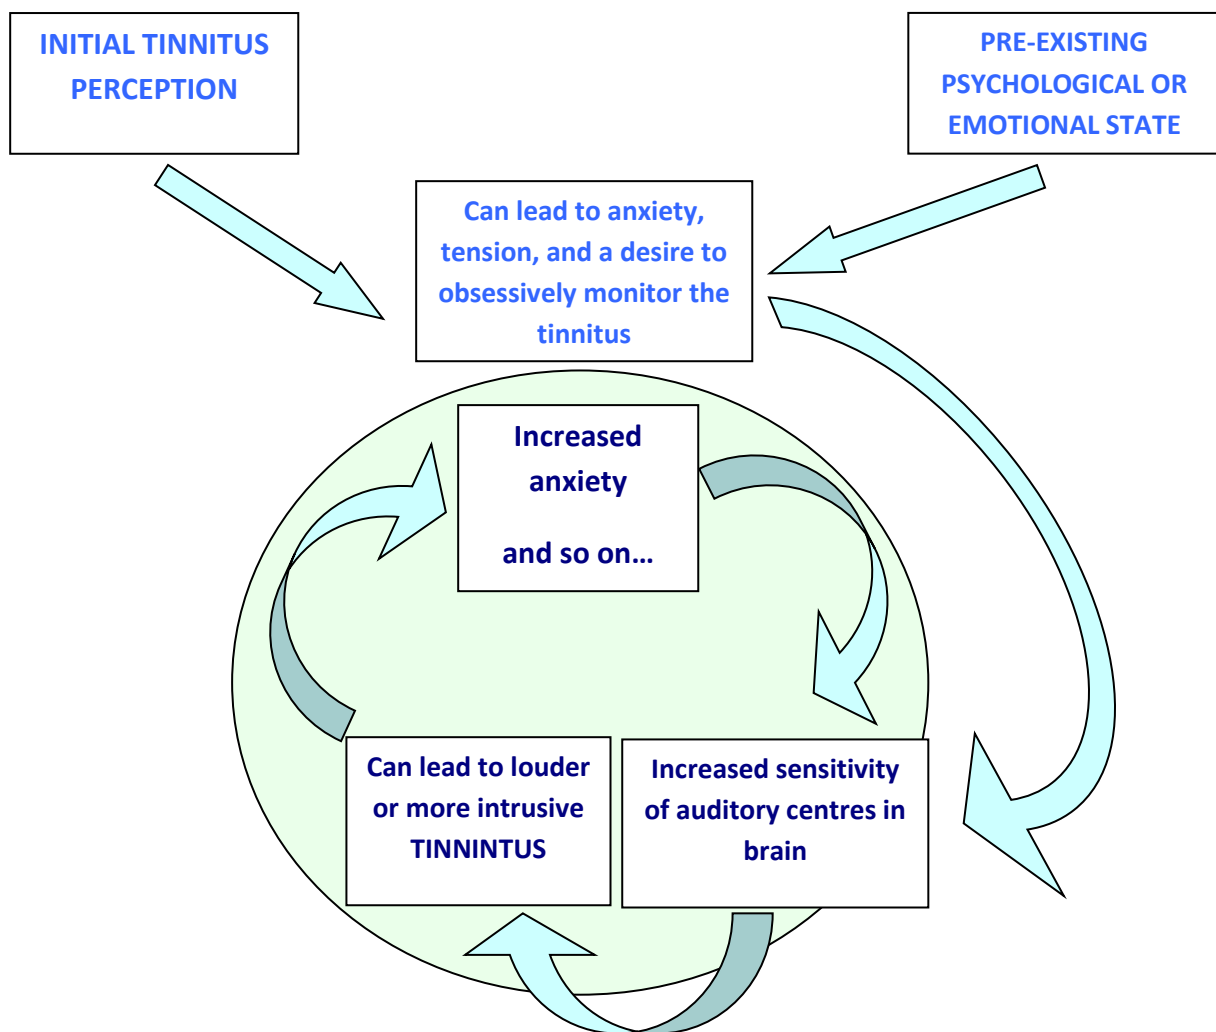 INITIAL TINNITUS
PERCEPTION
PRE-EXISTING
PSYCHOLOGICAL OR
EMOTIONAL STATE
Can lead to anxiety,
tension, and a desire to
obsessively monitor the
tinnitus
Increased
anxiety
and so on…
Can lead to louder
or more intrusive
TINNINTUS
Increased sensitivity
of auditory centres in
brain